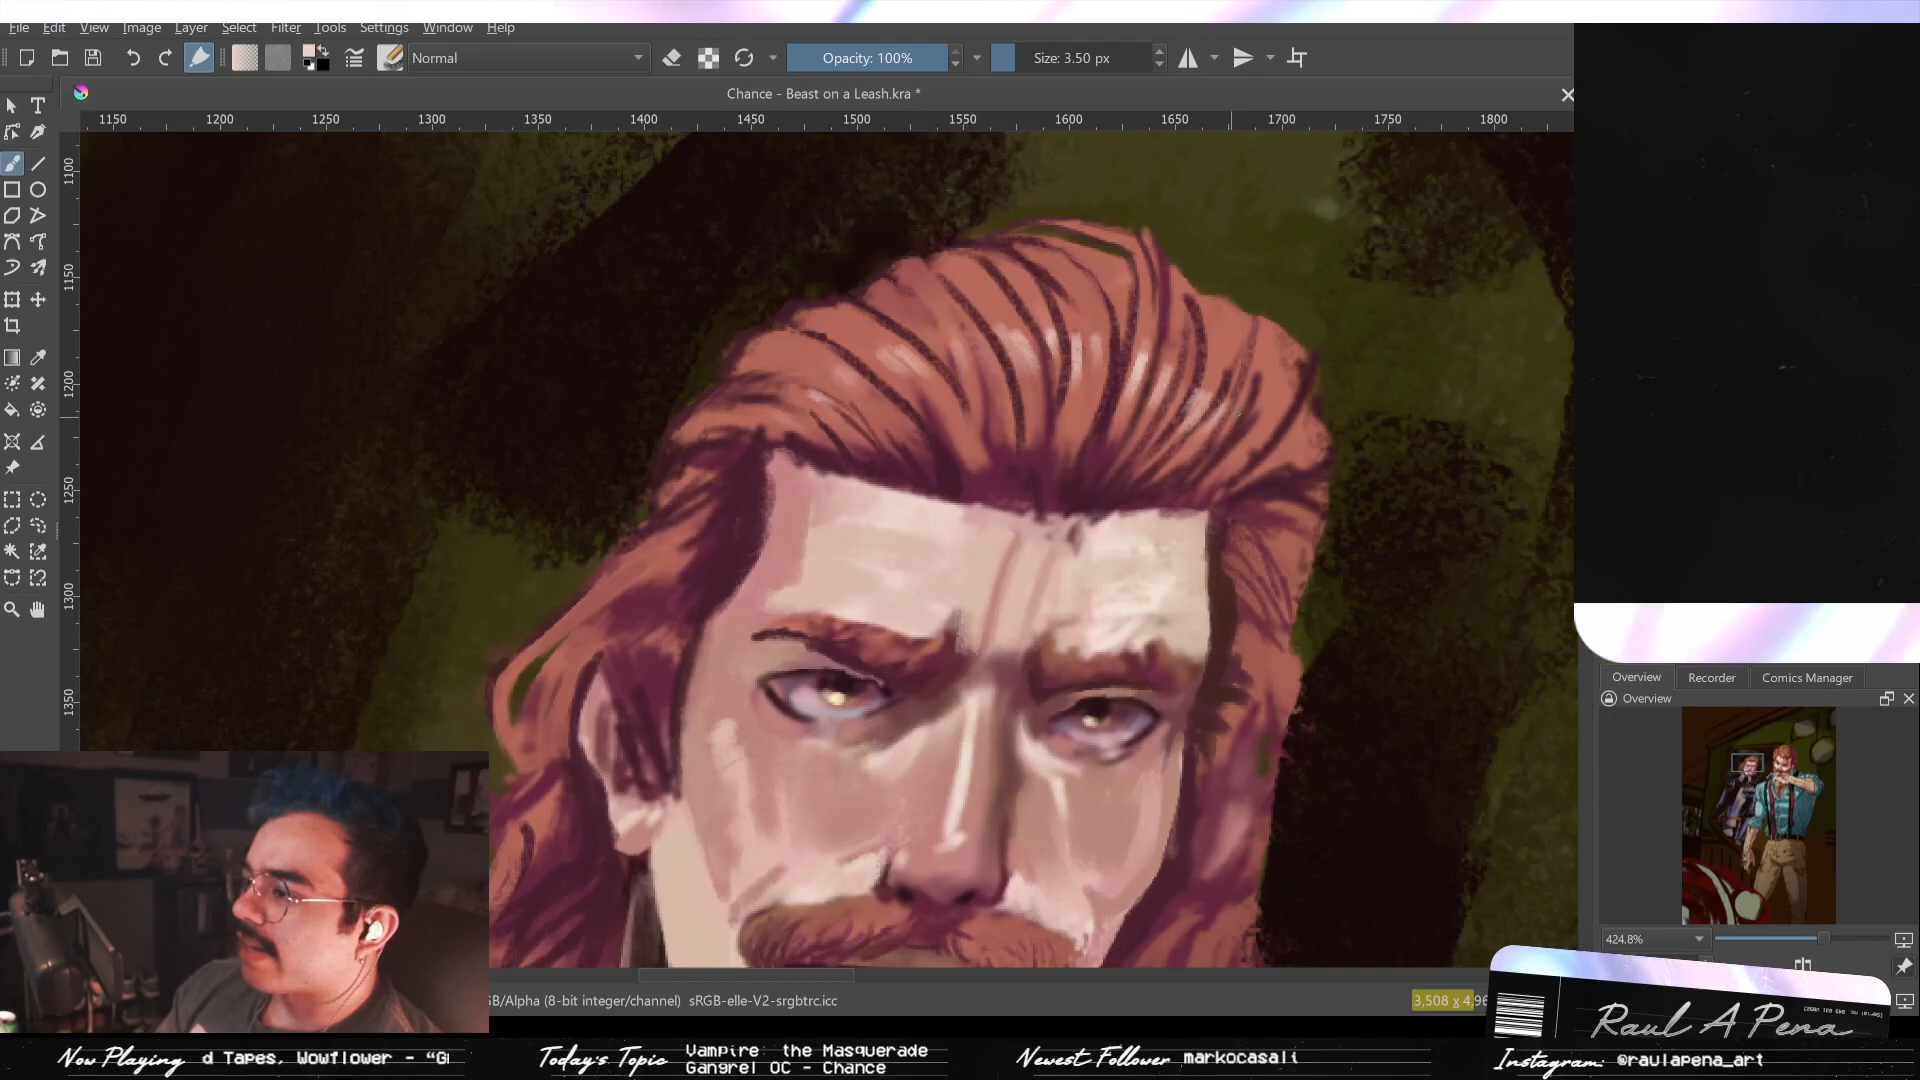 File Edit View Image Layer Select Filter Tools Settings Window Help
Normal
Opacity: 100%
Size: 3.50 px
Chance - Beast on a Leash.kra *
1150 1200 1250 1300 1350 1400 1450 1500 1550 1600 1650 1700 1750 1800
1100
1150
1200
1250
1300
1350
Overview Recorder Comics Manager
Overview
424.8%
GB/Alpha (8-bit integer/channel) sRGB-elle-V2-srgbtrc.icc
3,508 x 4,96
Raul A Pena
Now Playing d Tapes, Wowflower - "G
Today's Topic Vampire: the Masquerade
Gangrel OC - Chance
Newest Follower markocasali
Instagram: @raulapena_art